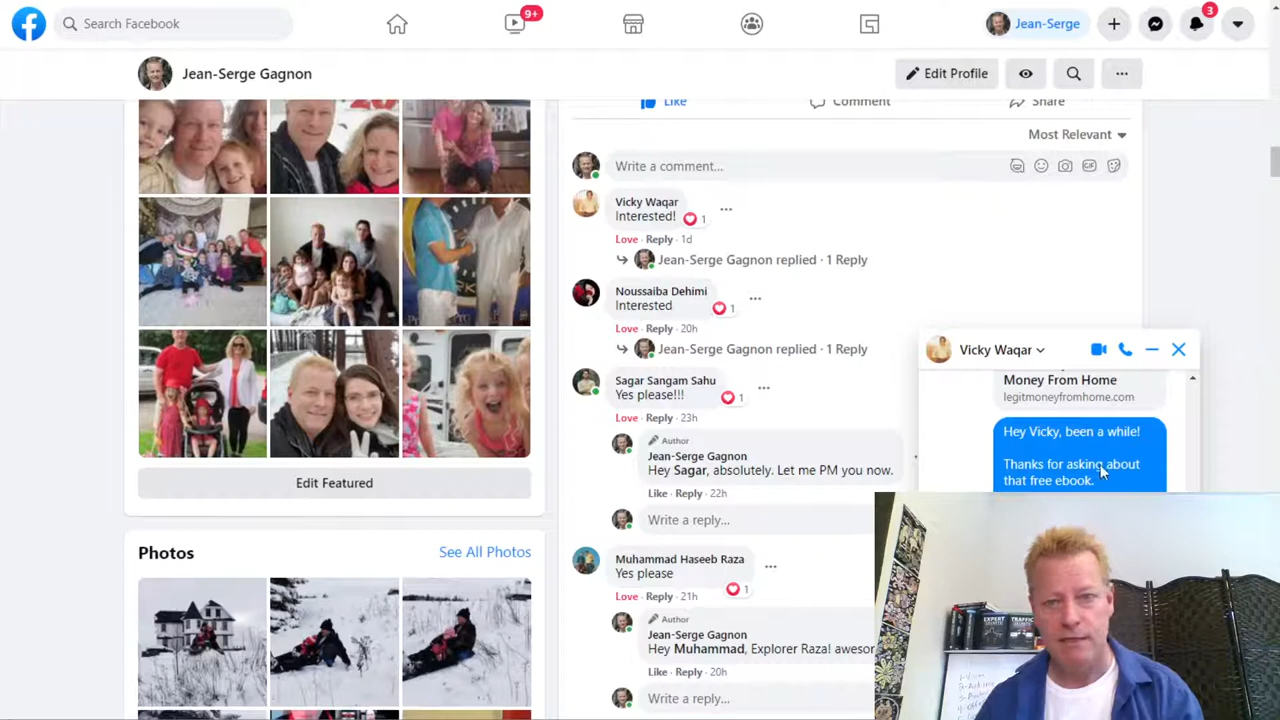 Search Facebook
9+
Jean-Serge
3
Jean-Serge Gagnon
Edit Profile
Like
Comment
Share
Most Relevant
Write a comment...
Vicky Waqar
Interested!
1
Love · Reply · 1d
Jean-Serge Gagnon replied · 1 Reply
Noussaiba Dehimi
Interested
1
Love · Reply · 20h
Jean-Serge Gagnon replied · 1 Reply
Sagar Sangam Sahu
Yes please!!!
1
Love · Reply · 23h
Author
Jean-Serge Gagnon
Hey Sagar, absolutely. Let me PM you now.
Like · Reply · 22h
Write a reply...
Muhammad Haseeb Raza
Yes please
1
Love · Reply · 21h
Author
Jean-Serge Gagnon
Hey Muhammad, Explorer Raza! awesor
Like · Reply · 20h
Write a reply...
Edit Featured
Photos
See All Photos
Vicky Waqar
Money From Home
legitmoneyfromhome.com
Hey Vicky, been a while!
Thanks for asking about
that free ebook.
EXPERT
SECRETS
TRAFFIC
SECRETS